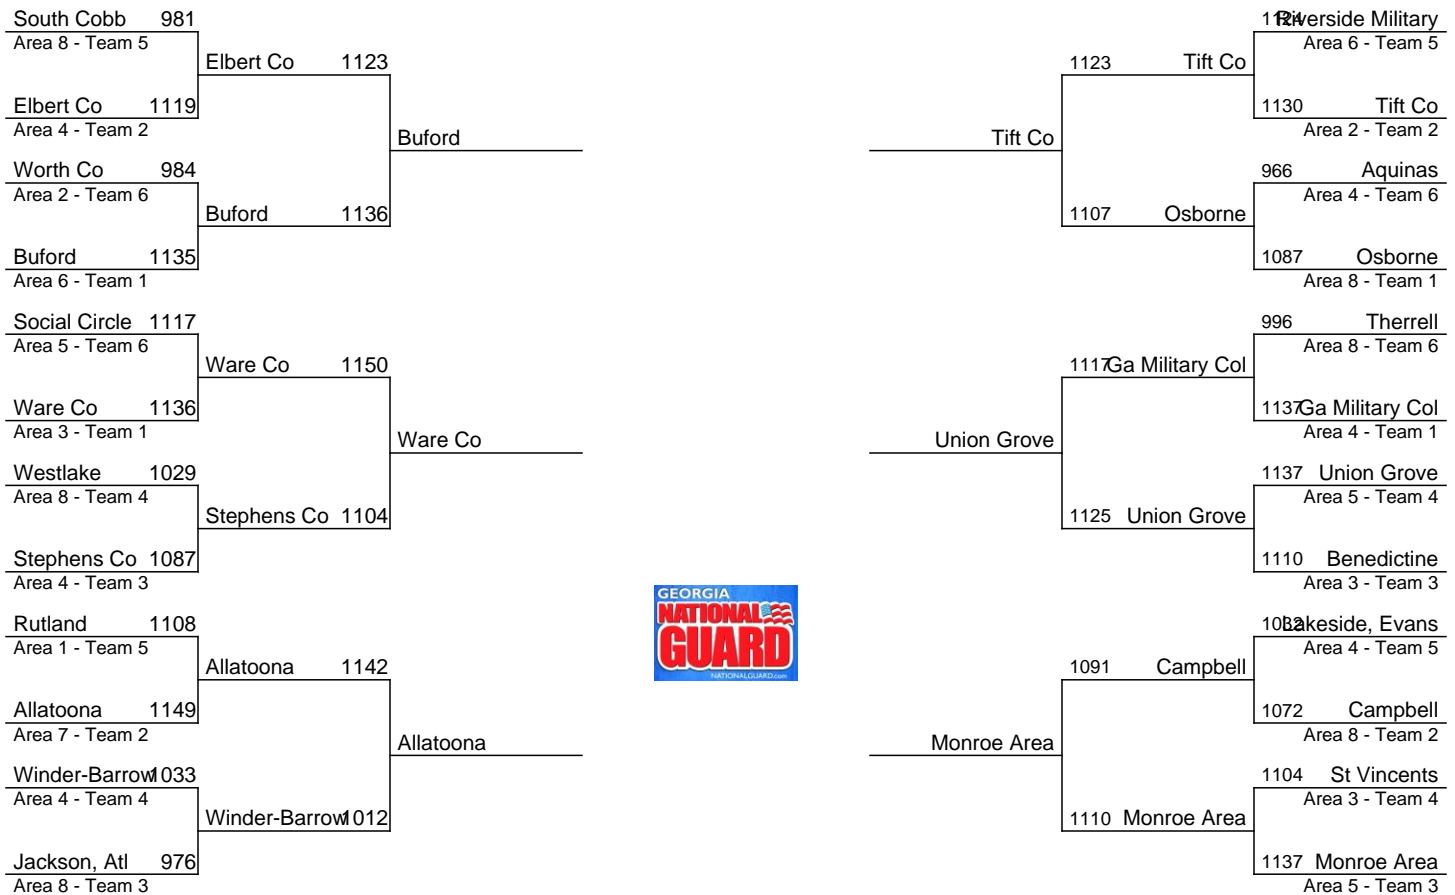 South Cobb 981
Area 8 - Team 5
Elbert Co 1123
Elbert Co 1119
Area 4 - Team 2
Buford
Worth Co 984
Area 2 - Team 6
Buford 1136
Buford 1135
Area 6 - Team 1
Social Circle 1117
Area 5 - Team 6
Ware Co 1150
Ware Co 1136
Area 3 - Team 1
Ware Co
Westlake 1029
Area 8 - Team 4
Stephens Co 1104
Stephens Co 1087
Area 4 - Team 3
Rutland 1108
Area 1 - Team 5
Allatoona 1142
Allatoona 1149
Area 7 - Team 2
Allatoona
Winder-Barrow 1033
Area 4 - Team 4
Winder-Barrow 1012
Jackson, Atl 976
Area 8 - Team 3
GEORGIA
NATIONAL
GUARD
NATIONALGUARD.com
1124 Riverside Military
Area 6 - Team 5
1123 Tift Co
1130 Tift Co
Area 2 - Team 2
Tift Co
966 Aquinas
Area 4 - Team 6
1107 Osborne
1087 Osborne
Area 8 - Team 1
996 Therrell
Area 8 - Team 6
1117 Ga Military Col
1137 Ga Military Col
Area 4 - Team 1
Union Grove
1137 Union Grove
Area 5 - Team 4
1125 Union Grove
1110 Benedictine
Area 3 - Team 3
Lakeside, Evans
Area 4 - Team 5
1091 Campbell
1072 Campbell
Area 8 - Team 2
Monroe Area
1104 St Vincents
Area 3 - Team 4
1110 Monroe Area
1137 Monroe Area
Area 5 - Team 3